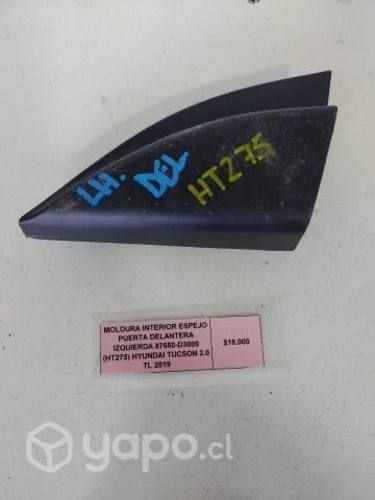 LH.
DEL
HT275
MOLDURA INTERIOR ESPEJO
PUERTA DELANTERA
IZQUIERDA 87650-D3000
(HT275) HYUNDAI TUCSON 2.0
TL 2019
$18.000
yapo.cl